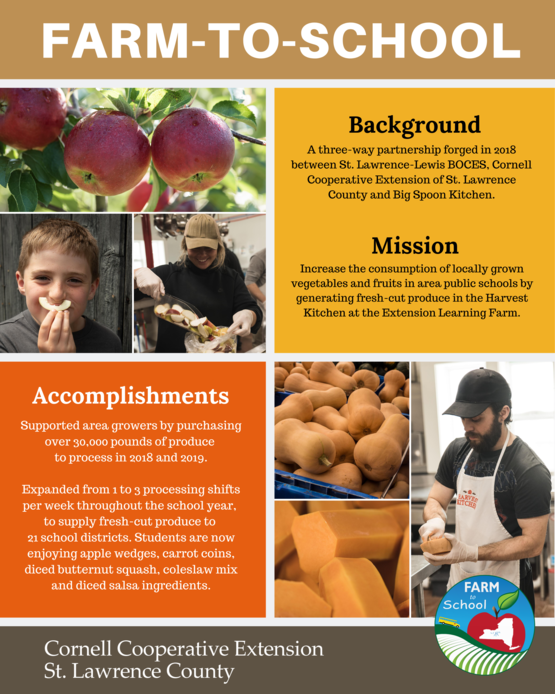 FARM-TO-SCHOOL
Background
A three-way partnership forged in 2018
between St. Lawrence-Lewis BOCES, Cornell
Cooperative Extension of St. Lawrence
County and Big Spoon Kitchen.
Mission
Increase the consumption of locally grown
vegetables and fruits in area public schools by
generating fresh-cut produce in the Harvest
Kitchen at the Extension Learning Farm.
Accomplishments
Supported area growers by purchasing
over 30,000 pounds of produce
to process in 2018 and 2019.
Expanded from 1 to 3 processing shifts
per week throughout the school year,
to supply fresh-cut produce to
21 school districts. Students are now
enjoying apple wedges, carrot coins,
diced butternut squash, coleslaw mix
and diced salsa ingredients.
FARM
to
School
Cornell Cooperative Extension
St. Lawrence County